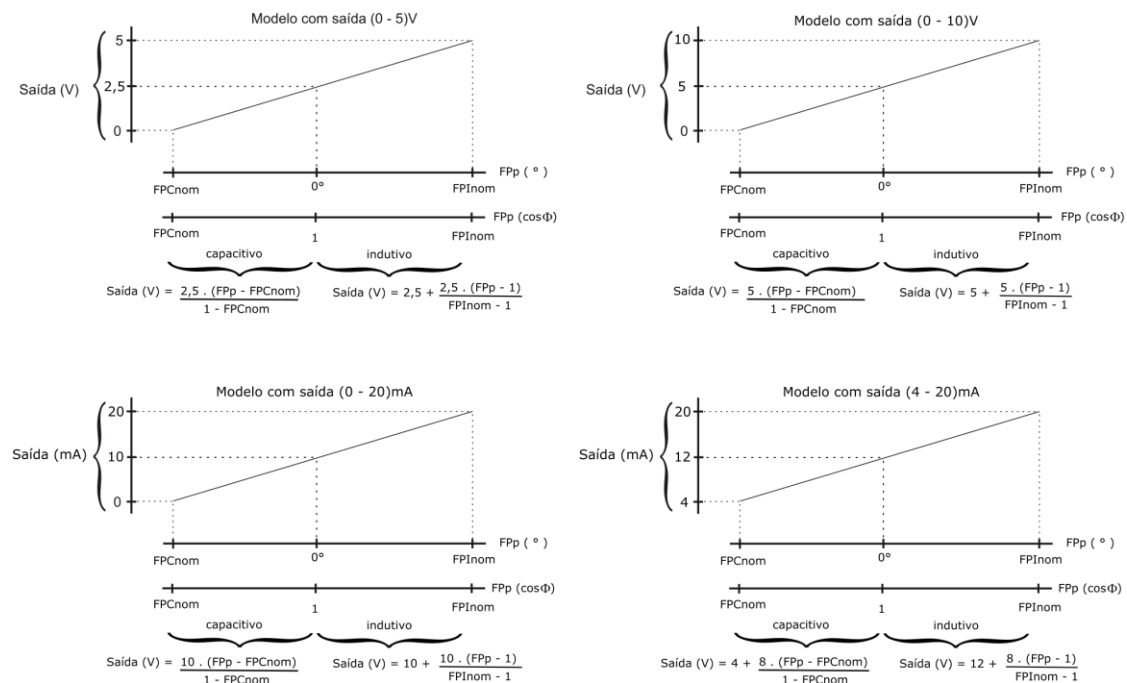 Modelo com saída (0 - 5)V
5
Saída (V)
2,5
0
FPp ( ° )
FPCnom
0°
FPInom
FPp (cosΦ)
FPCnom
1
FPInom
capacitivo
indutivo
Saída (V) = 2,5 . (FPp - FPCnom)
1 - FPCnom
Saída (V) = 2,5 + 2,5 . (FPp - 1)
FPInom - 1
Modelo com saída (0 - 10)V
10
Saída (V)
5
0
FPp ( ° )
FPCnom
0°
FPInom
FPp (cosΦ)
FPCnom
1
FPInom
capacitivo
indutivo
Saída (V) = 5 . (FPp - FPCnom)
1 - FPCnom
Saída (V) = 5 + 5 . (FPp - 1)
FPInom - 1
Modelo com saída (0 - 20)mA
20
Saída (mA)
10
0
FPp ( ° )
FPCnom
0°
FPInom
FPp (cosΦ)
FPCnom
1
FPInom
capacitivo
indutivo
Saída (V) = 10 . (FPp - FPCnom)
1 - FPCnom
Saída (V) = 10 + 10 . (FPp - 1)
FPInom - 1
Modelo com saída (4 - 20)mA
20
Saída (mA)
12
4
FPp ( ° )
FPCnom
0°
FPInom
FPp (cosΦ)
FPCnom
1
FPInom
capacitivo
indutivo
Saída (V) = 4 + 8 . (FPp - FPCnom)
1 - FPCnom
Saída (V) = 12 + 8 . (FPp - 1)
FPInom - 1